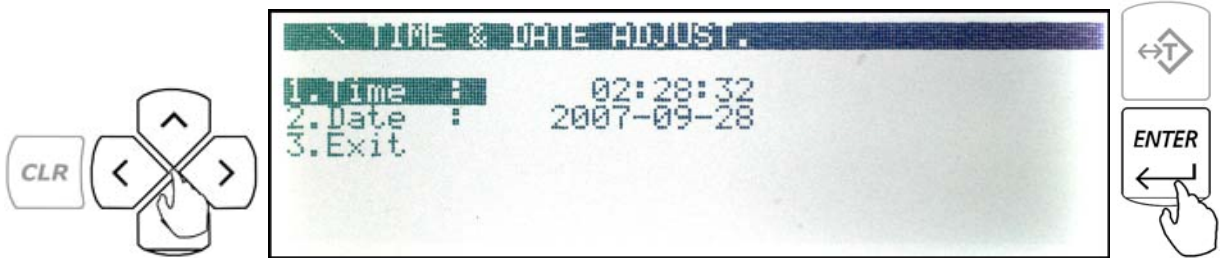 \ TIME & DATE ADJUST.
1.Time : 02:28:32
2.Date : 2007-09-28
3.Exit
CLR
T
ENTER